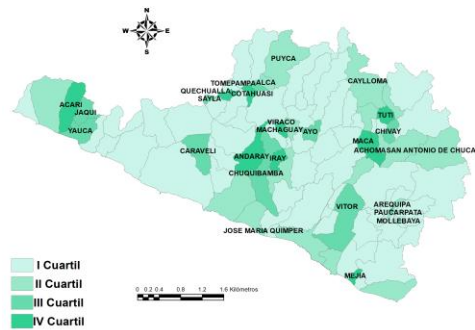 N
W E
S
PUYCA
TOMEPAMPA ALCA
QUECHUALLA COTAHUASI
SAYLA
CAYLLOMA
ACARI
JAQUI
YAUCA
VIRACO
MACHAGUAY AYO
TUTI
CHIVAY
MACA
ACHOMA SAN ANTONIO DE CHUCA
CARAVELI
ANDARAY IRAY
CHUQUIBAMBA
VITOR
AREQUIPA
PAUCARPATA
MOLLEBAYA
JOSE MARIA QUIMPER
MEJIA
I Cuartil
II Cuartil
III Cuartil
IV Cuartil
0 0.2 0.4 0.8 1.2 1.6 Kilómetros